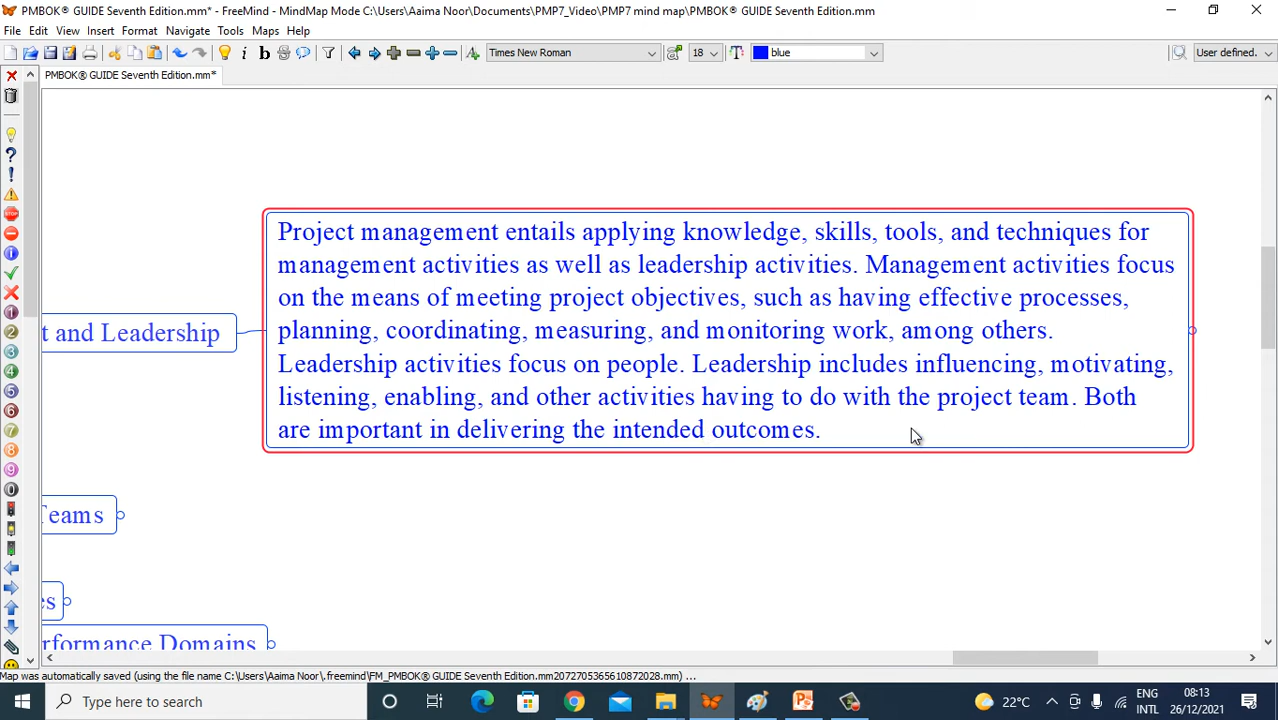 PMBOK® GUIDE Seventh Edition.mm* - FreeMind - MindMap Mode C:\Users\Aaima Noor\Documents\PMP7_Video\PMP7 mind map\PMBOK® GUIDE Seventh Edition.mm
File Edit View Insert Format Navigate Tools Maps Help
Times New Roman 18 blue User defined.
PMBOK® GUIDE Seventh Edition.mm*
Project management entails applying knowledge, skills, tools, and techniques for
management activities as well as leadership activities. Management activities focus
on the means of meeting project objectives, such as having effective processes,
planning, coordinating, measuring, and monitoring work, among others.
Leadership activities focus on people. Leadership includes influencing, motivating,
listening, enabling, and other activities having to do with the project team. Both
are important in delivering the intended outcomes.
t and Leadership
Teams
es
rformance Domains
Map was automatically saved (using the file name C:\Users\Aaima Noor\.freemind\FM_PMBOK® GUIDE Seventh Edition.mm2072705365610872028.mm) ...
Type here to search
22°C
ENG
INTL
08:13
26/12/2021